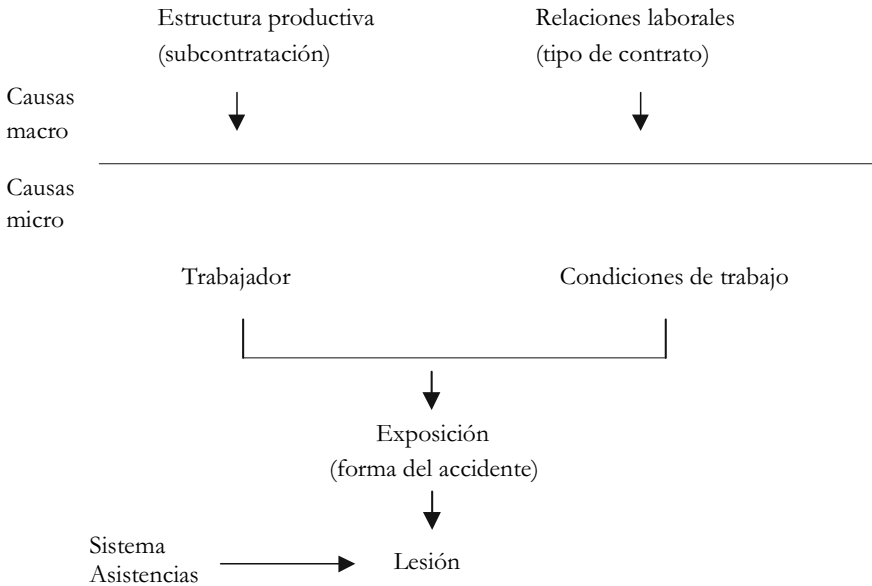 Estructura productiva
(subcontratación)
Relaciones laborales
(tipo de contrato)
Causas
macro
Causas
micro
Trabajador
Condiciones de trabajo
Exposición
(forma del accidente)
Sistema
Asistencias
Lesión